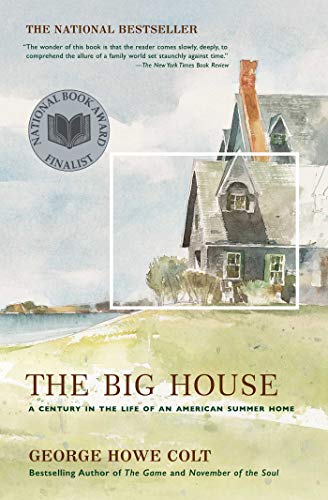 THE NATIONAL BESTSELLER
"The wonder of this book is that the reader comes slowly, deeply, to
comprehend the allure of a family world set staunchly against time."
—The New York Times Book Review
NATIONAL BOOK AWARD
FINALIST
THE BIG HOUSE
A CENTURY IN THE LIFE OF AN AMERICAN SUMMER HOME
GEORGE HOWE COLT
Bestselling Author of The Game and November of the Soul